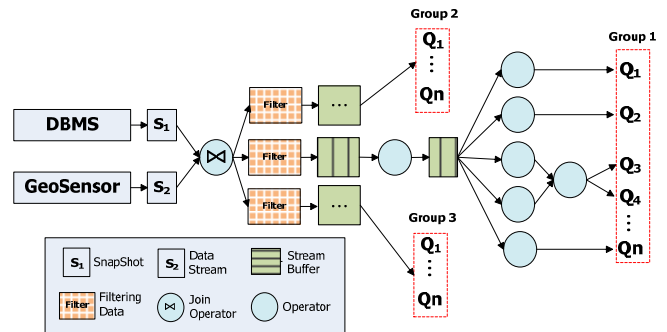 Group 2
Q1
⋮
Qn
Group 1
Q1
Q2
Q3
Q4
⋮
Qn
DBMS
S1
GeoSensor
S2
⋈
Filter
...
Filter
Filter
...
Group 3
Q1
⋮
Qn
S1
SnapShot
S2
Data
Stream
Stream
Buffer
Filter
Filtering
Data
⋈
Join
Operator
Operator